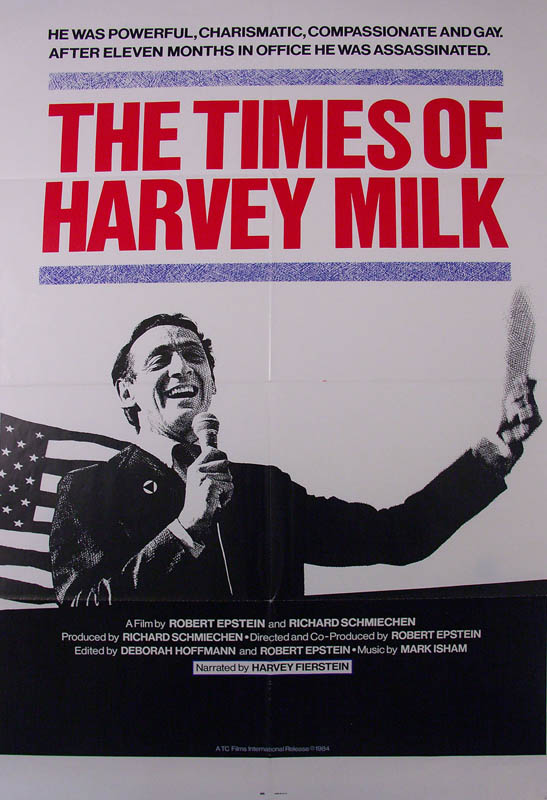 HE WAS POWERFUL, CHARISMATIC, COMPASSIONATE AND GAY.
AFTER ELEVEN MONTHS IN OFFICE HE WAS ASSASSINATED.
THE TIMES OF
HARVEY MILK
A Film by ROBERT EPSTEIN and RICHARD SCHMIECHEN
Produced by RICHARD SCHMIECHEN • Directed and Co-Produced by ROBERT EPSTEIN
Edited by DEBORAH HOFFMANN and ROBERT EPSTEIN • Music by MARK ISHAM
Narrated by HARVEY FIERSTEIN
A TC Films International Release © 1984